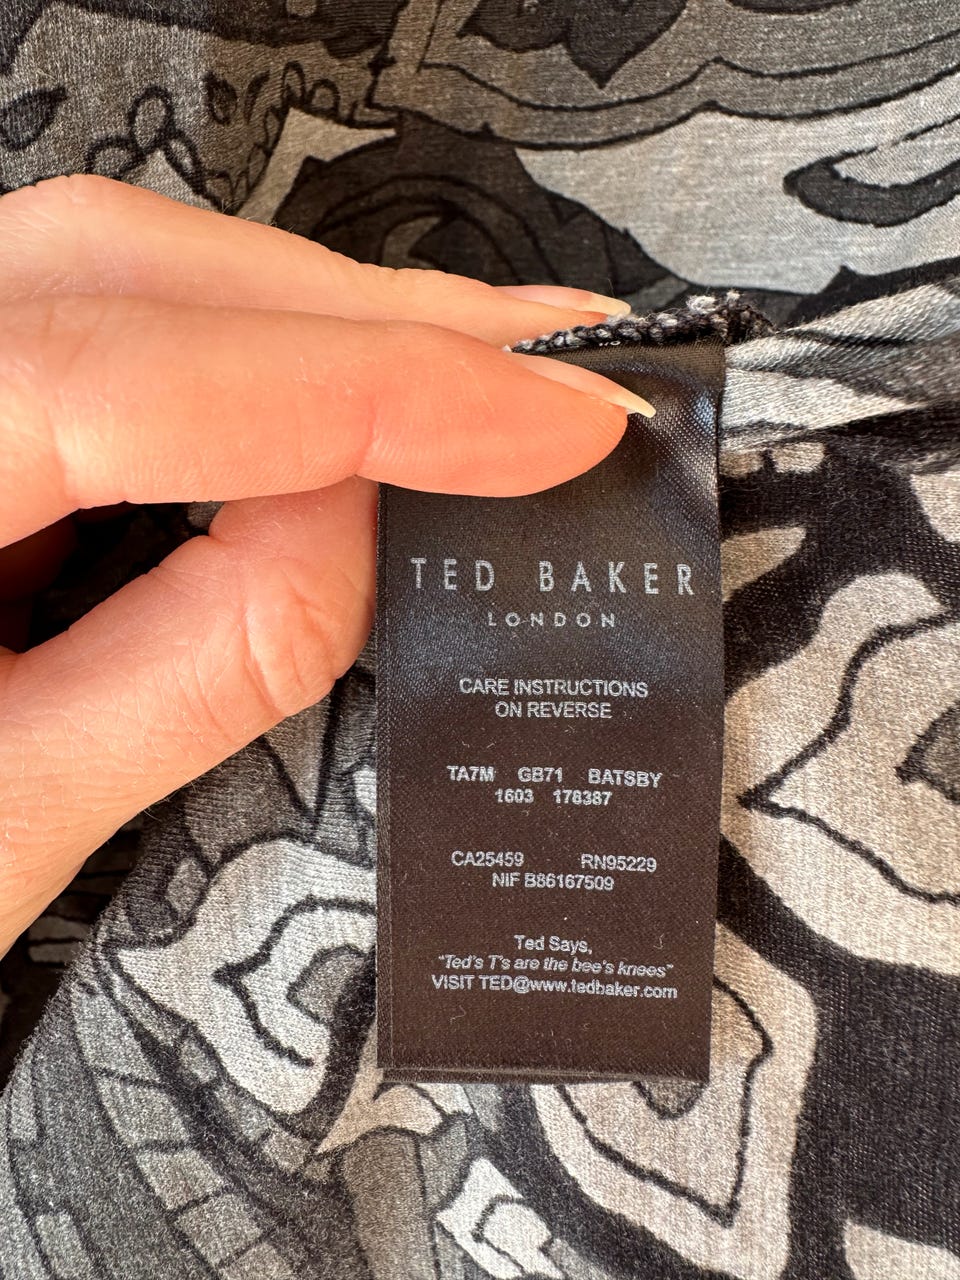 TED BAKER
LONDON
CARE INSTRUCTIONS
ON REVERSE
TA7M GB71 BATSBY
1603 178387
CA25459 RN95229
NIF B86167509
Ted Says,
"Ted's T's are the bee's knees"
VISIT TED@www.tedbaker.com